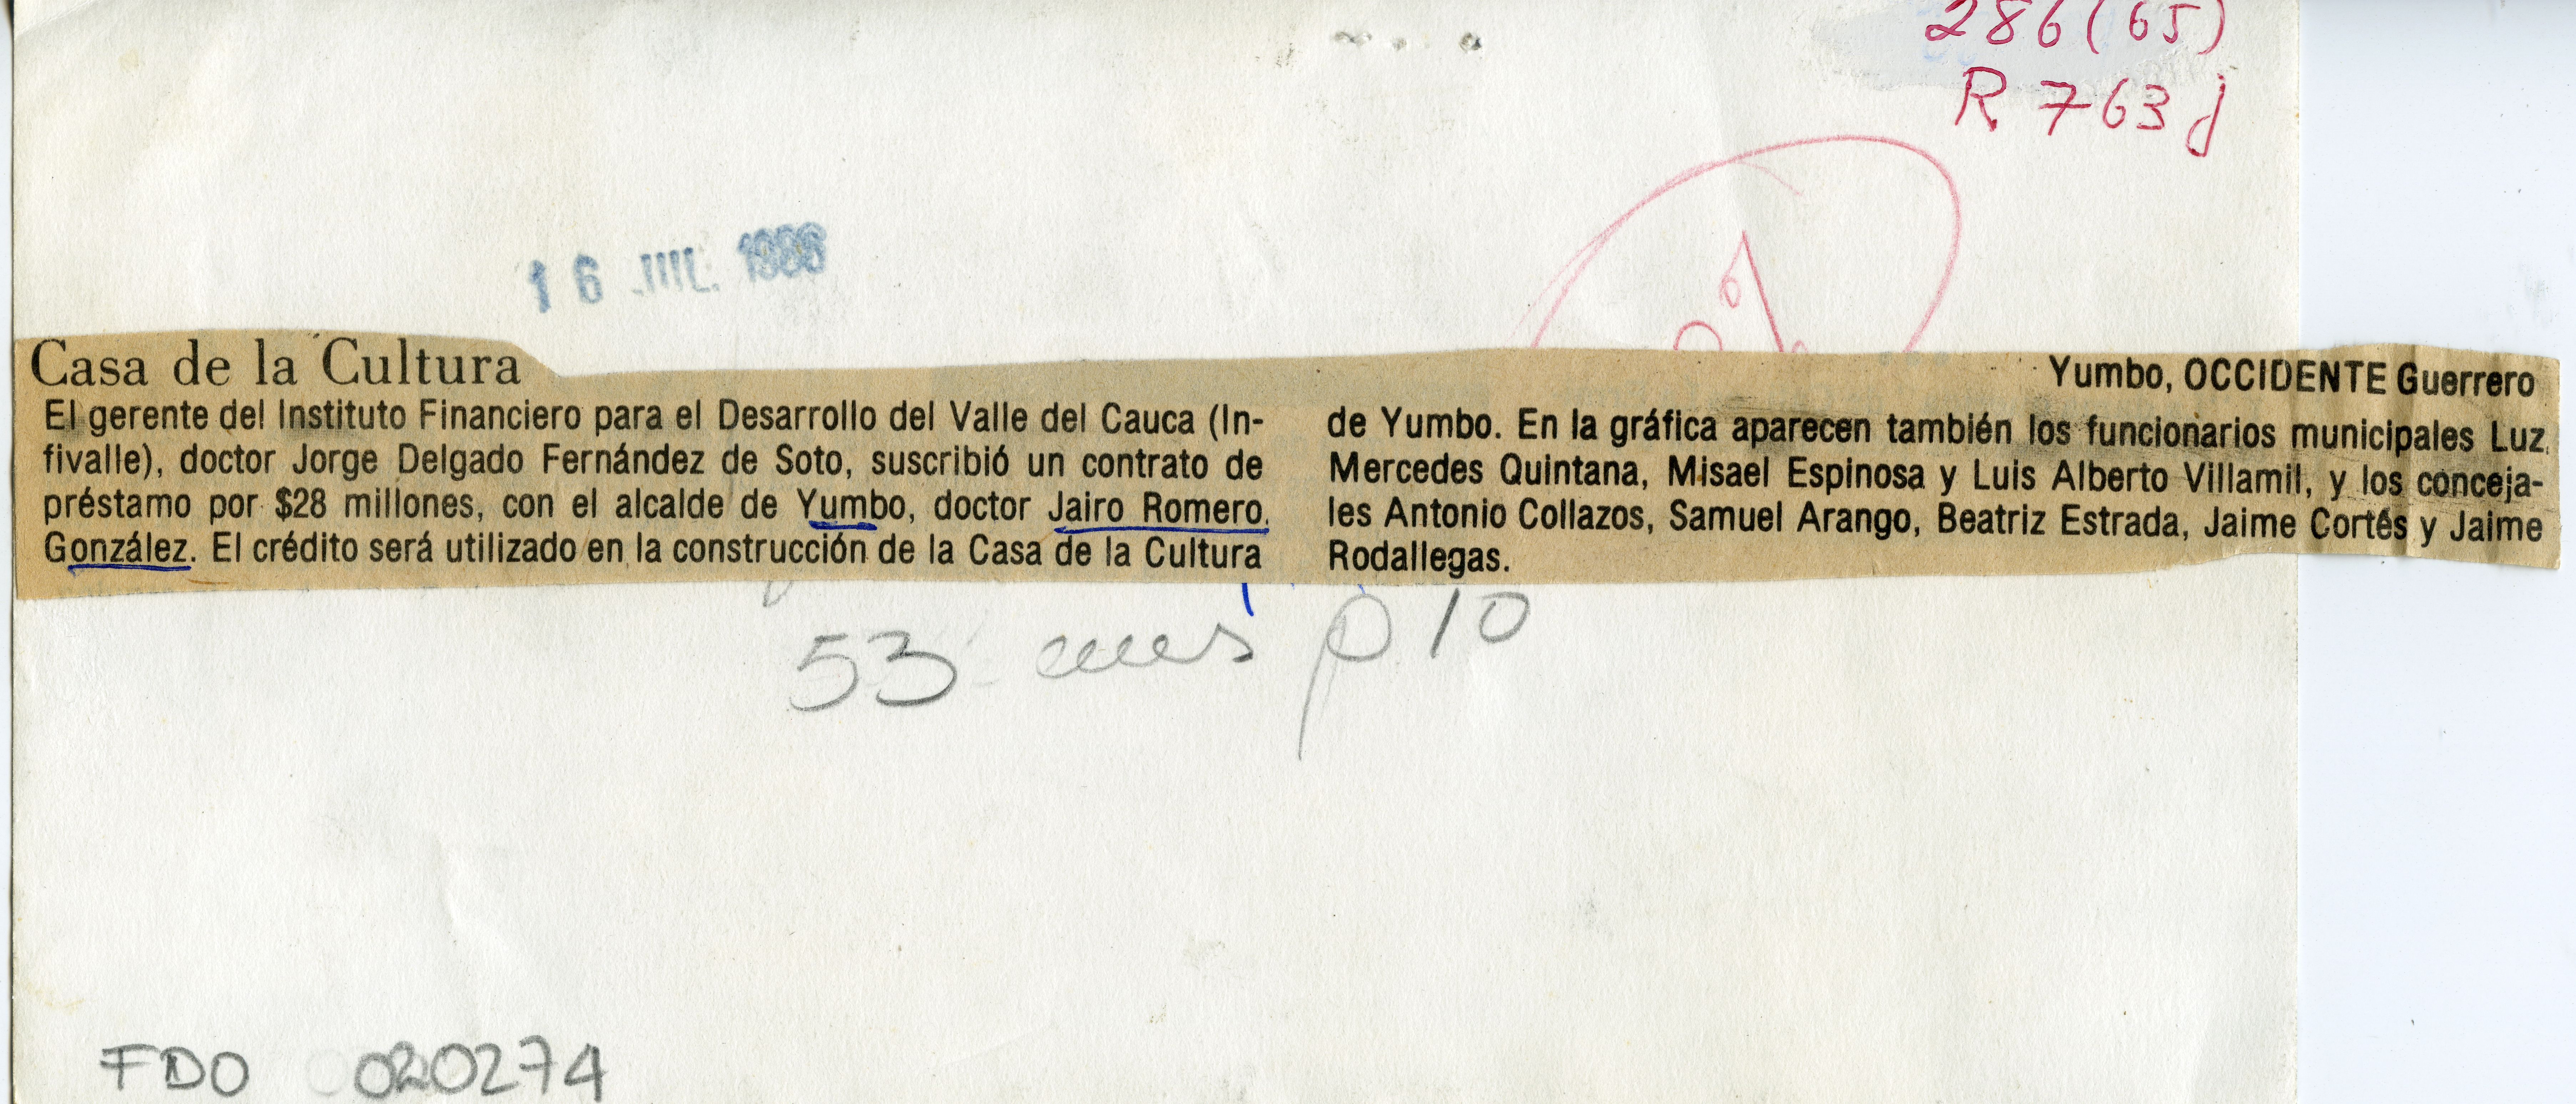 286(65)
R 763j
16 JUL. 1986
Casa de la Cultura
Yumbo, OCCIDENTE Guerrero
El gerente del Instituto Financiero para el Desarrollo del Valle del Cauca (In-
fivalle), doctor Jorge Delgado Fernández de Soto, suscribió un contrato de
préstamo por $28 millones, con el alcalde de Yumbo, doctor Jairo Romero
González. El crédito será utilizado en la construcción de la Casa de la Cultura
de Yumbo. En la gráfica aparecen también los funcionarios municipales Luz
Mercedes Quintana, Misael Espinosa y Luis Alberto Villamil, y los conceja-
les Antonio Collazos, Samuel Arango, Beatriz Estrada, Jaime Cortés y Jaime
Rodallegas.
53 p 10
FDO 020274